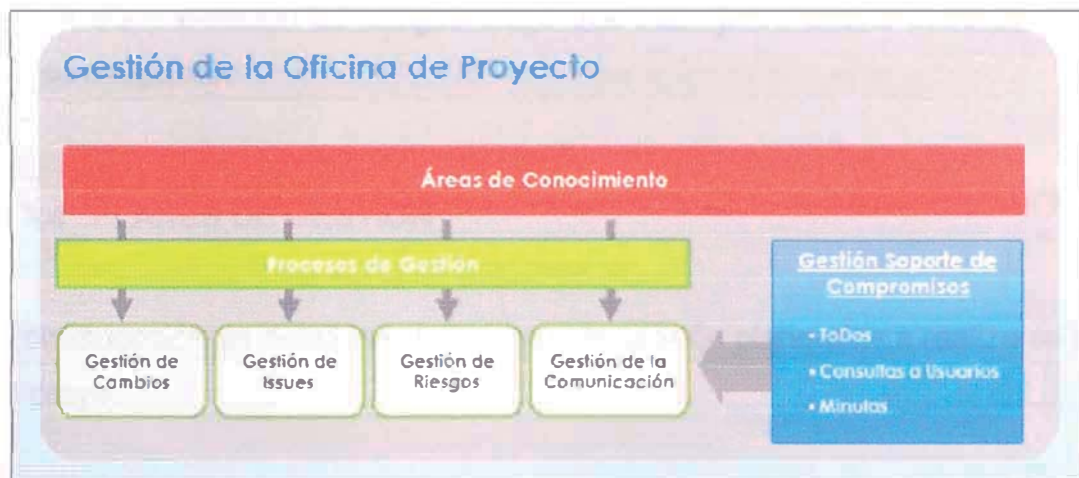 Gestión de la Oficina de Proyecto
Áreas de Conocimiento
Procesos de Gestión
Gestión Soporte de
Compromisos
• ToDos
• Consultas a Usuarios
• Minutas
Gestión de
Cambios
Gestión de
Issues
Gestión de
Riesgos
Gestión de la
Comunicación